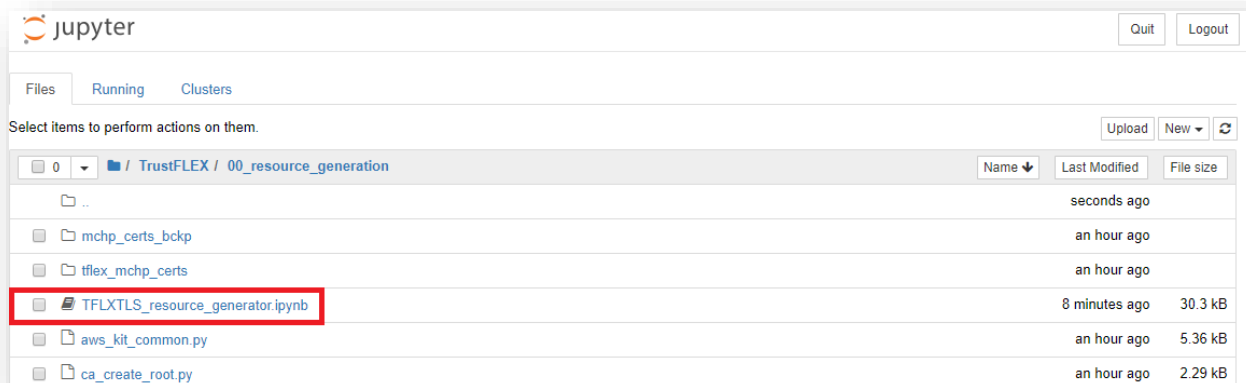 jupyter Quit Logout
Files Running Clusters
Select items to perform actions on them. Upload New
0 / TrustFLEX / 00_resource_generation Name Last Modified File size
.. seconds ago
mchp_certs_bckp an hour ago
tflex_mchp_certs an hour ago
TFLXTLS_resource_generator.ipynb 8 minutes ago 30.3 kB
aws_kit_common.py an hour ago 5.36 kB
ca_create_root.py an hour ago 2.29 kB